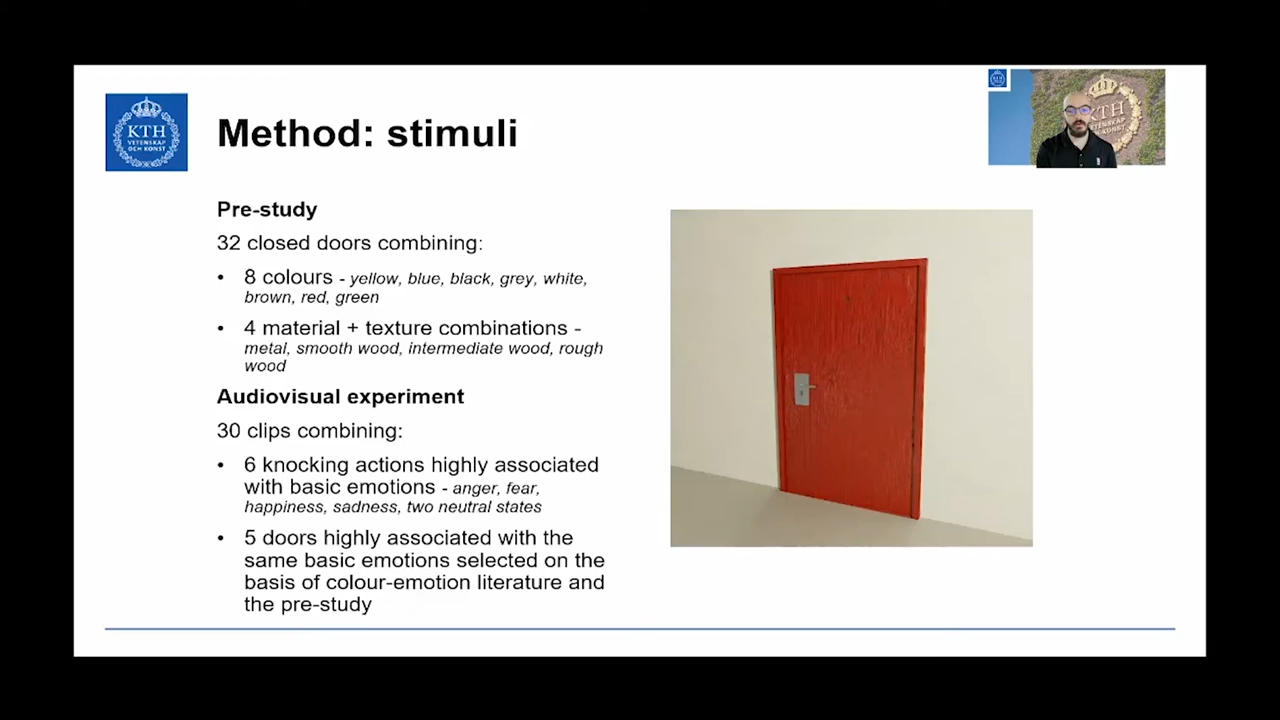 KTH
VETENSKAP
OCH KONST
Method: stimuli
KTH
VETENSKAP
KONST
Pre-study
32 closed doors combining:
• 8 colours - yellow, blue, black, grey, white,
brown, red, green
• 4 material + texture combinations -
metal, smooth wood, intermediate wood, rough
wood
Audiovisual experiment
30 clips combining:
• 6 knocking actions highly associated
with basic emotions - anger, fear,
happiness, sadness, two neutral states
• 5 doors highly associated with the
same basic emotions selected on the
basis of colour-emotion literature and
the pre-study